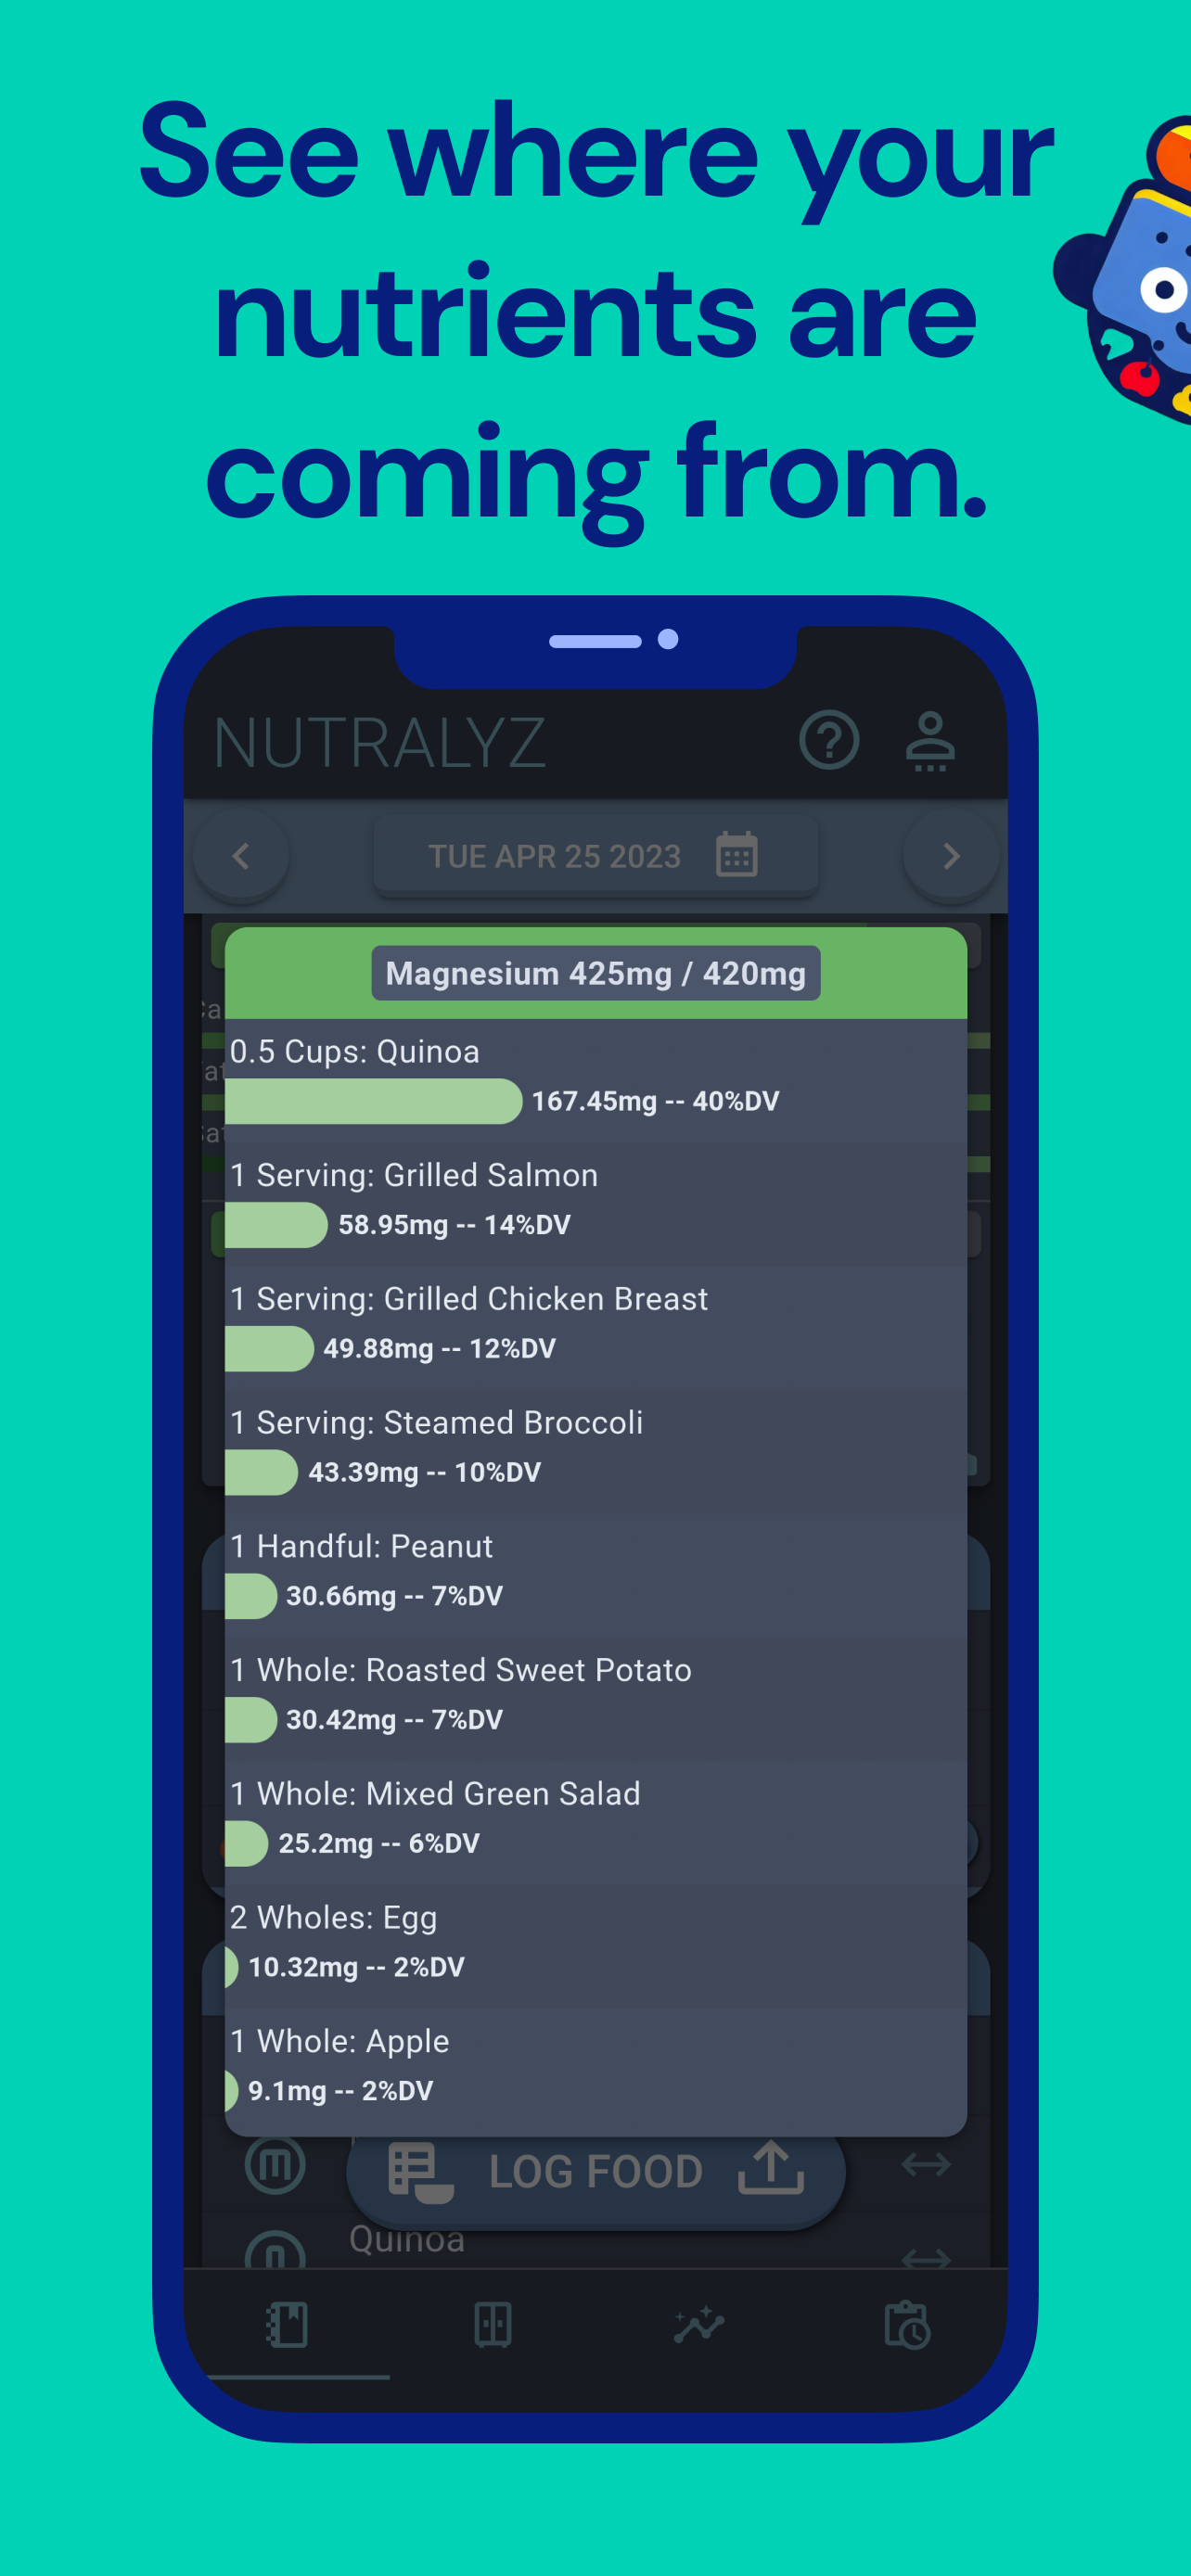 See where your
nutrients are
coming from.
NUTRALYZ
TUE APR 25 2023
Magnesium 425mg / 420mg
0.5 Cups: Quinoa
167.45mg -- 40%DV
1 Serving: Grilled Salmon
58.95mg -- 14%DV
1 Serving: Grilled Chicken Breast
49.88mg -- 12%DV
1 Serving: Steamed Broccoli
43.39mg -- 10%DV
1 Handful: Peanut
30.66mg -- 7%DV
1 Whole: Roasted Sweet Potato
30.42mg -- 7%DV
1 Whole: Mixed Green Salad
25.2mg -- 6%DV
2 Wholes: Egg
10.32mg -- 2%DV
1 Whole: Apple
9.1mg -- 2%DV
LOG FOOD
Quinoa